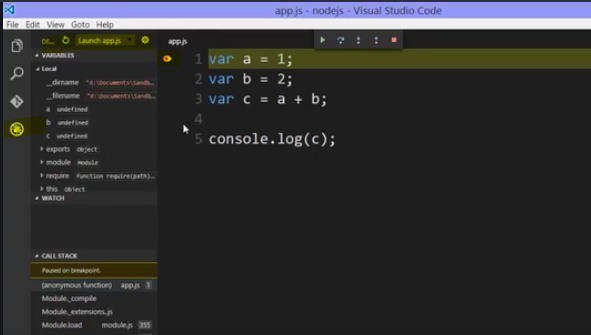 app.js - nodejs - Visual Studio Code
File Edit View Goto Help
DE... Launch app.js
VARIABLES
Local
__dirname "d:\Documents\Sandb...
__filename "d:\Documents\Sandb...
a undefined
b undefined
c undefined
exports Object
module Module
require function require(path)...
this Object
WATCH
CALL STACK
Paused on breakpoint.
(anonymous function) app.js 1
Module._compile
Module._extensions.js
Module.load module.js 355
app.js
1 var a = 1;
2 var b = 2;
3 var c = a + b;
4
5 console.log(c);